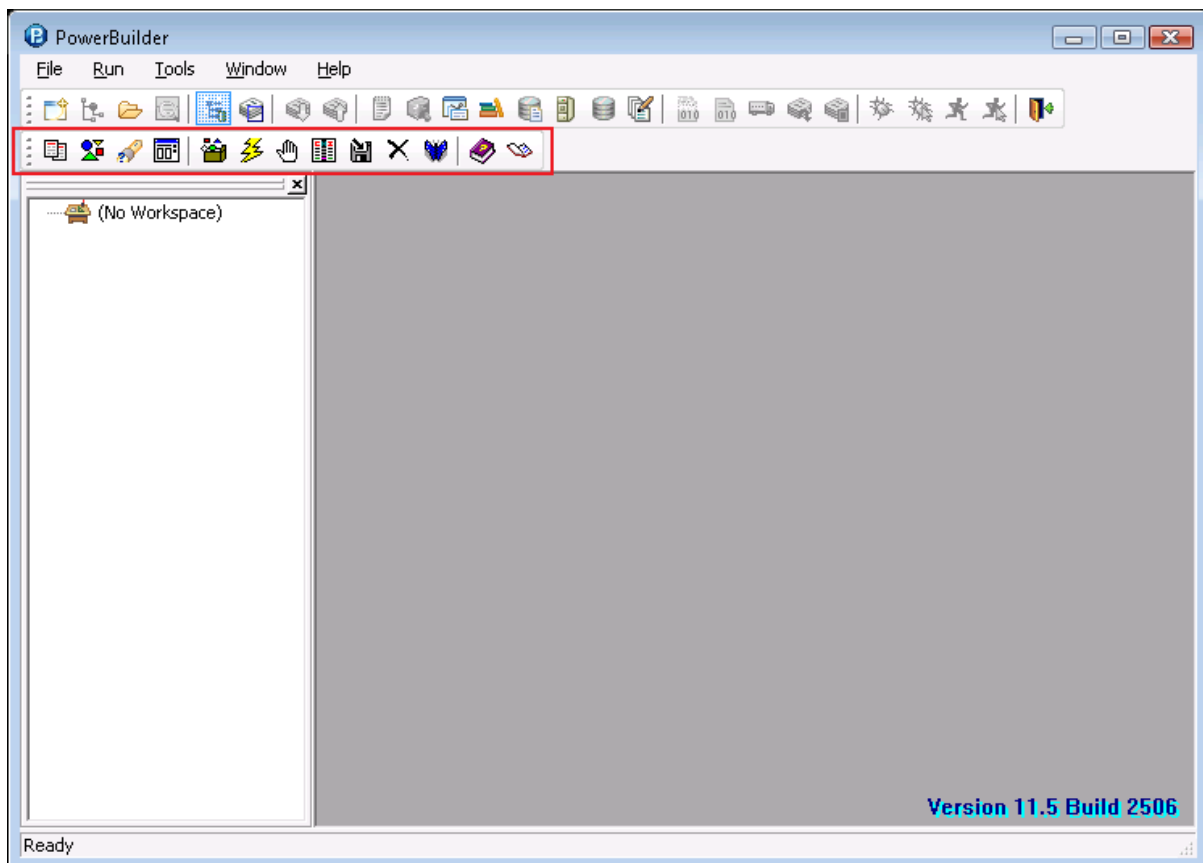 PowerBuilder
File Run Tools Window Help
(No Workspace)
Version 11.5 Build 2506
Ready